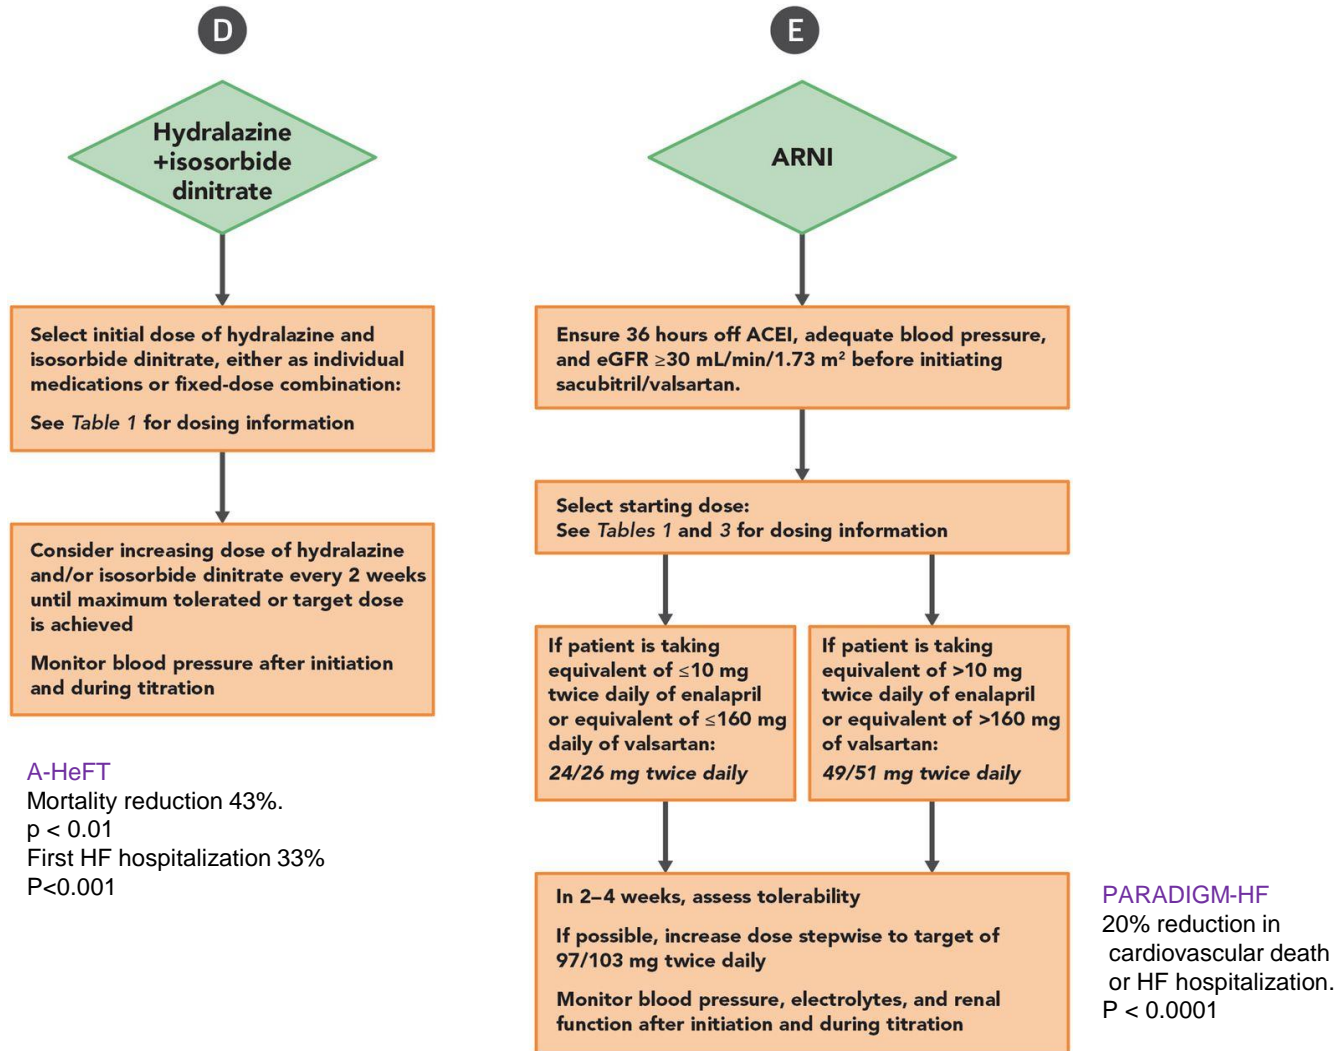 D
Hydralazine
+isosorbide
dinitrate
Select initial dose of hydralazine and
isosorbide dinitrate, either as individual
medications or fixed-dose combination:
See Table 1 for dosing information
Consider increasing dose of hydralazine
and/or isosorbide dinitrate every 2 weeks
until maximum tolerated or target dose
is achieved
Monitor blood pressure after initiation
and during titration
A-HeFT
Mortality reduction 43%.
p < 0.01
First HF hospitalization 33%
P<0.001
E
ARNI
Ensure 36 hours off ACEI, adequate blood pressure,
and eGFR ≥30 mL/min/1.73 m² before initiating
sacubitril/valsartan.
Select starting dose:
See Tables 1 and 3 for dosing information
If patient is taking
equivalent of ≤10 mg
twice daily of enalapril
or equivalent of ≤160 mg
daily of valsartan:
24/26 mg twice daily
If patient is taking
equivalent of >10 mg
twice daily of enalapril
or equivalent of >160 mg
of valsartan:
49/51 mg twice daily
In 2–4 weeks, assess tolerability
If possible, increase dose stepwise to target of
97/103 mg twice daily
Monitor blood pressure, electrolytes, and renal
function after initiation and during titration
PARADIGM-HF
20% reduction in
cardiovascular death
or HF hospitalization.
P < 0.0001